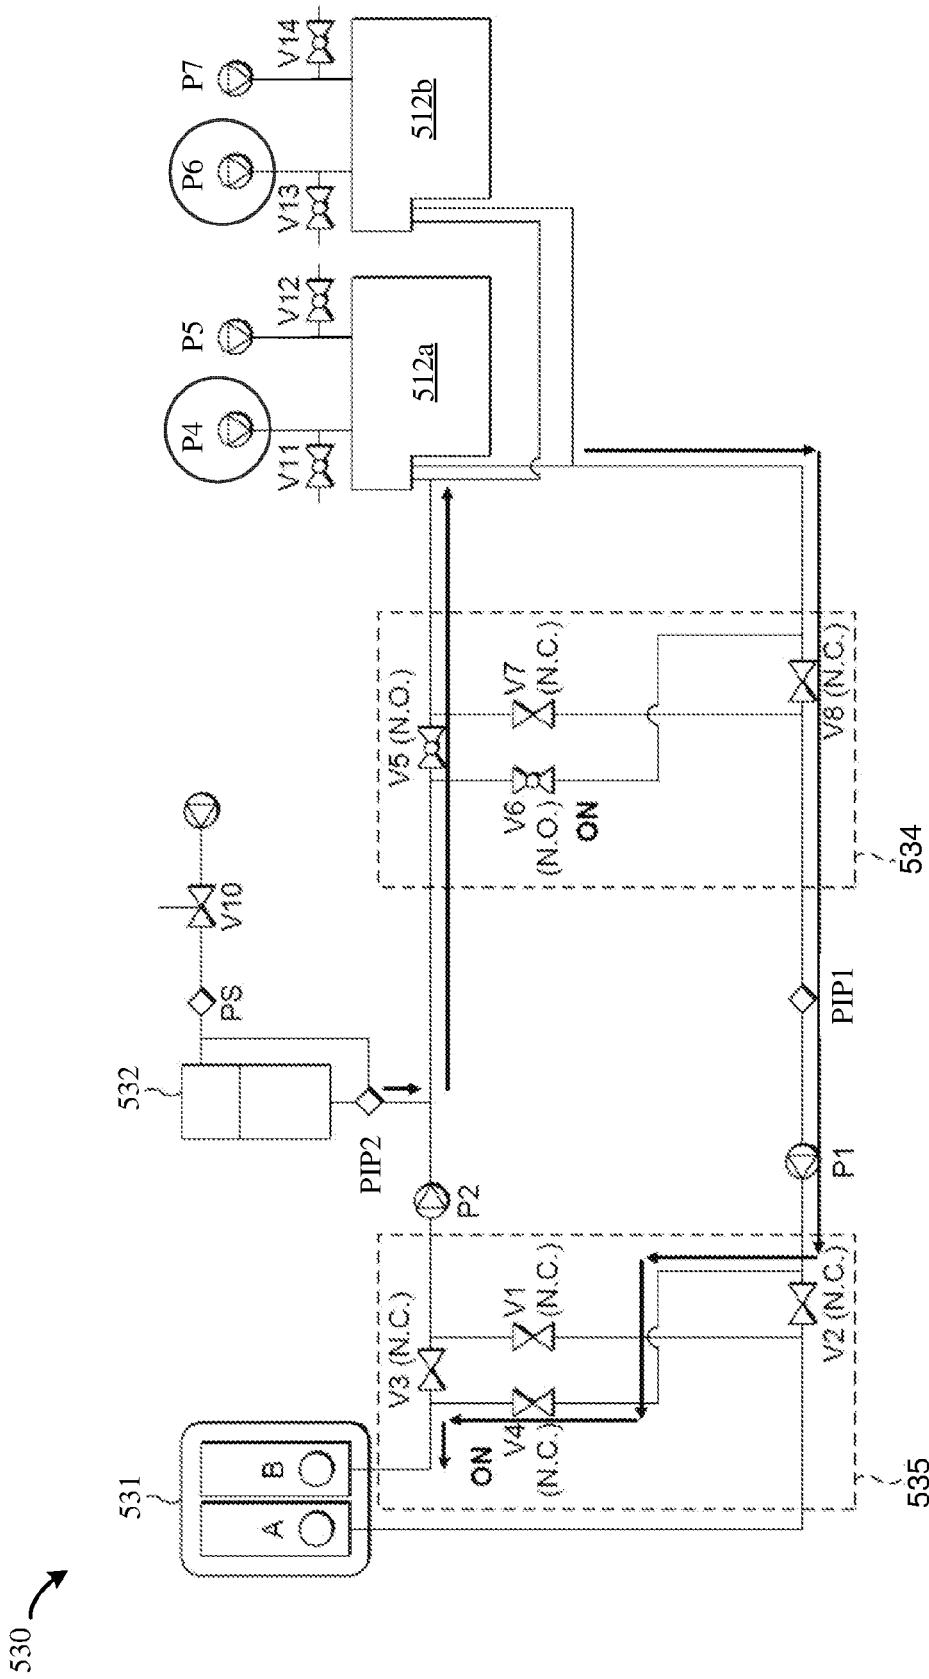 530
531
A
B
532
PS
V10
PIP2
P2
V3 (N.C.)
V1
(N.C.)
V4
(N.C.)
ON
V2 (N.C.)
535
P1
PIP1
V5 (N.O.)
V7
(N.C.)
V6
(N.O.)
ON
V8 (N.C.)
534
P4
P5
V11
V12
512a
P6
P7
V13
V14
512b